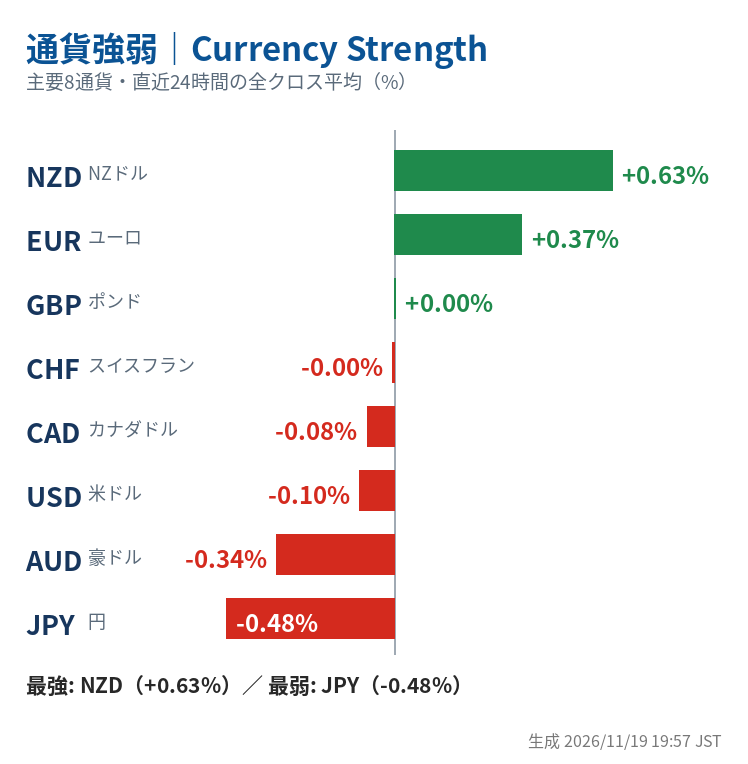 通貨強弱｜Currency Strength
主要8通貨・直近24時間の全クロス平均（%）
NZD NZドル +0.63%
EUR ユーロ +0.37%
GBP ポンド +0.00%
CHF スイスフラン -0.00%
CAD カナダドル -0.08%
USD 米ドル -0.10%
AUD 豪ドル -0.34%
JPY 円 -0.48%
最強: NZD（+0.63%）／ 最弱: JPY（-0.48%）
生成 2026/11/19 19:57 JST